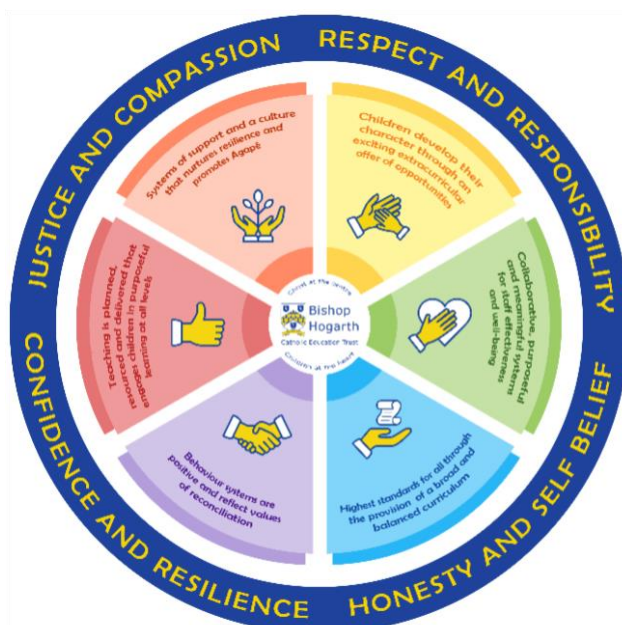 JUSTICE AND COMPASSION
RESPECT AND RESPONSIBILITY
HONESTY AND SELF BELIEF
CONFIDENCE AND RESILIENCE
Systems of support and a culture
that nurtures resilience and
promotes Agapé
Children develop their
character through an
exciting extracurricular
offer of opportunities
Collaborative, purposeful
and meaningful systems
for staff effectiveness
and well-being
Highest standards for all through
the provision of a broad and
balanced curriculum
Behaviour systems are
positive and reflect values
of reconciliation
Teaching is planned,
resourced and delivered that
engages children in purposeful
learning at all levels
Christ at the centre
Bishop
Hogarth
Catholic Education Trust
Children at the heart